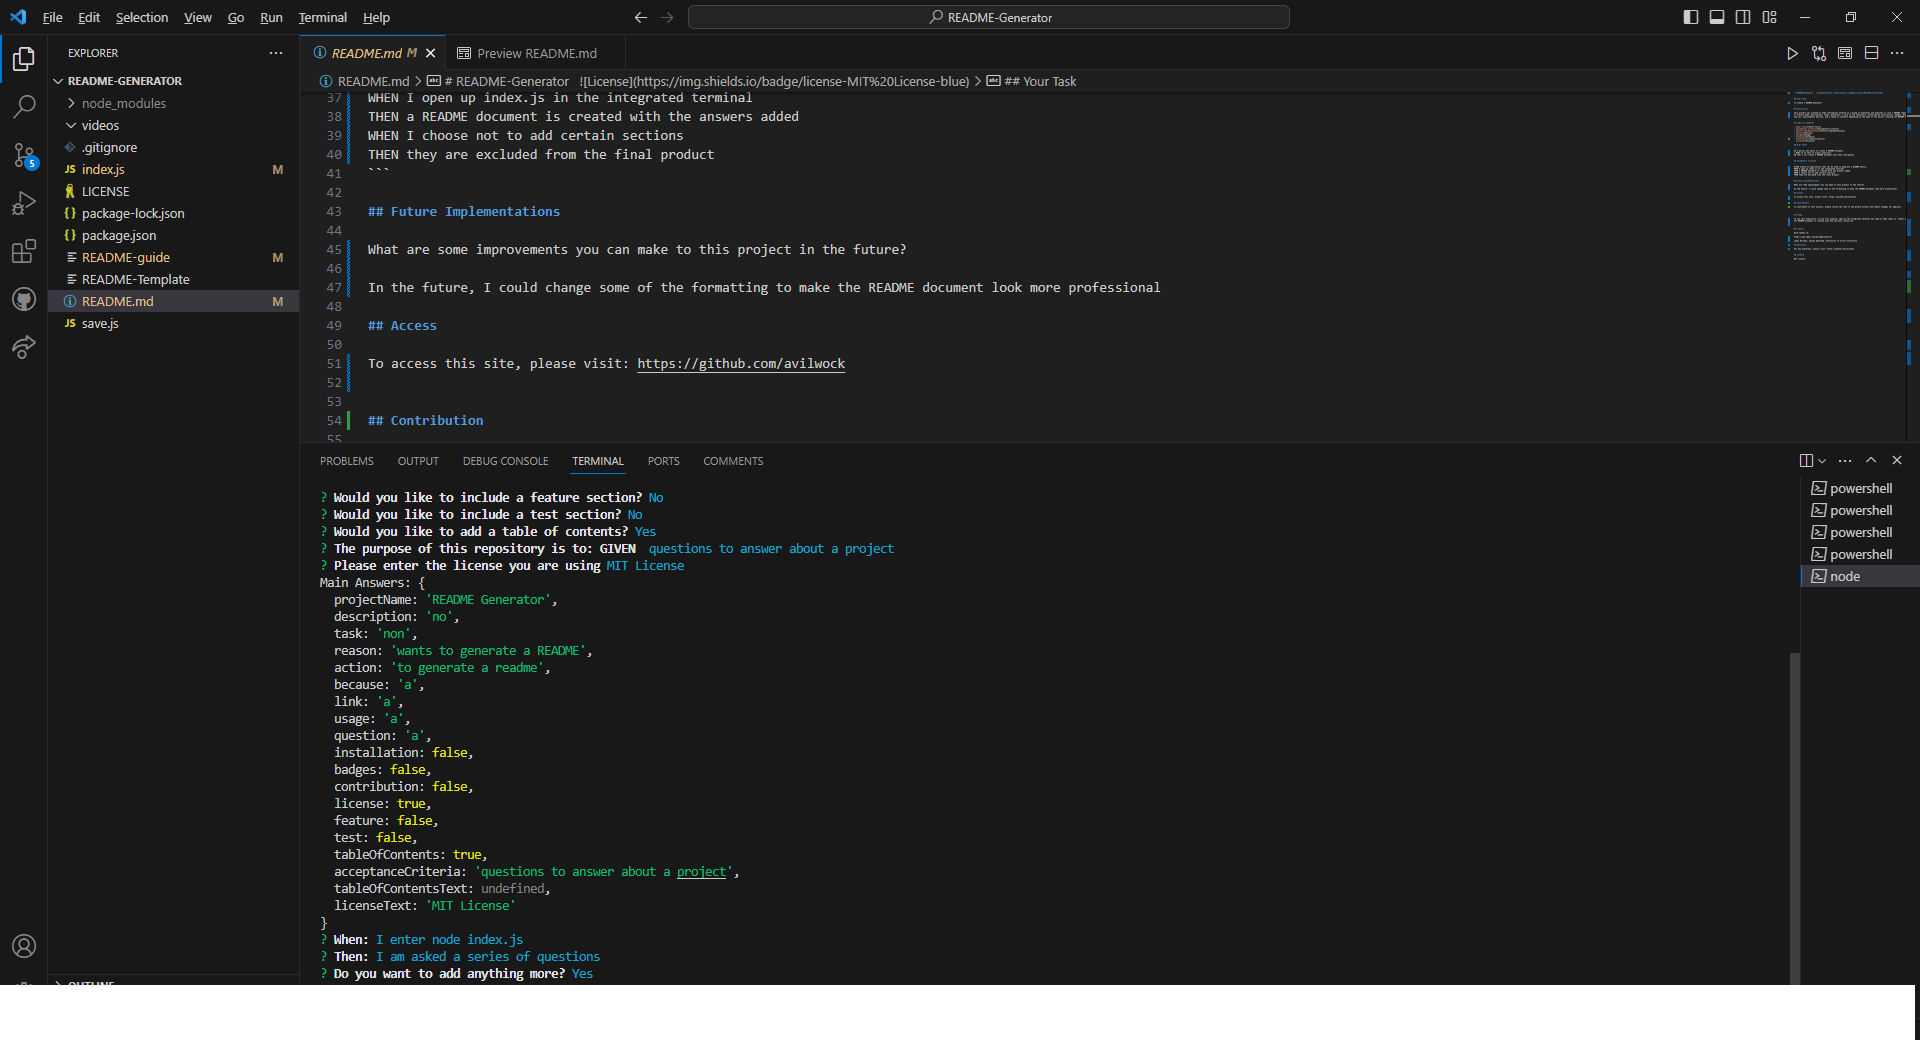 File Edit Selection View Go Run Terminal Help
README-Generator
EXPLORER
README-GENERATOR
node_modules
videos
.gitignore
5
JS index.js M
LICENSE
{} package-lock.json
{} package.json
README-guide M
README-Template
README.md M
JS save.js
OUTLINE
README.md M
Preview README.md
README.md > # README-Generator ![License](https://img.shields.io/badge/license-MIT%20License-blue) > ## Your Task
37 WHEN I open up index.js in the integrated terminal
38 THEN a README document is created with the answers added
39 WHEN I choose not to add certain sections
40 THEN they are excluded from the final product
41 ```
42
43 ## Future Implementations
44
45 What are some improvements you can make to this project in the future?
46
47 In the future, I could change some of the formatting to make the README document look more professional
48
49 ## Access
50
51 To access this site, please visit: https://github.com/avilwock
52
53
54 ## Contribution
55
PROBLEMS OUTPUT DEBUG CONSOLE TERMINAL PORTS COMMENTS
? Would you like to include a feature section? No
? Would you like to include a test section? No
? Would you like to add a table of contents? Yes
? The purpose of this repository is to: GIVEN questions to answer about a project
? Please enter the license you are using MIT License
Main Answers: {
projectName: 'README Generator',
description: 'no',
task: 'non',
reason: 'wants to generate a README',
action: 'to generate a readme',
because: 'a',
link: 'a',
usage: 'a',
question: 'a',
installation: false,
badges: false,
contribution: false,
license: true,
feature: false,
test: false,
tableOfContents: true,
acceptanceCriteria: 'questions to answer about a project',
tableOfContentsText: undefined,
licenseText: 'MIT License'
}
? When: I enter node index.js
? Then: I am asked a series of questions
? Do you want to add anything more? Yes
powershell
powershell
powershell
powershell
node